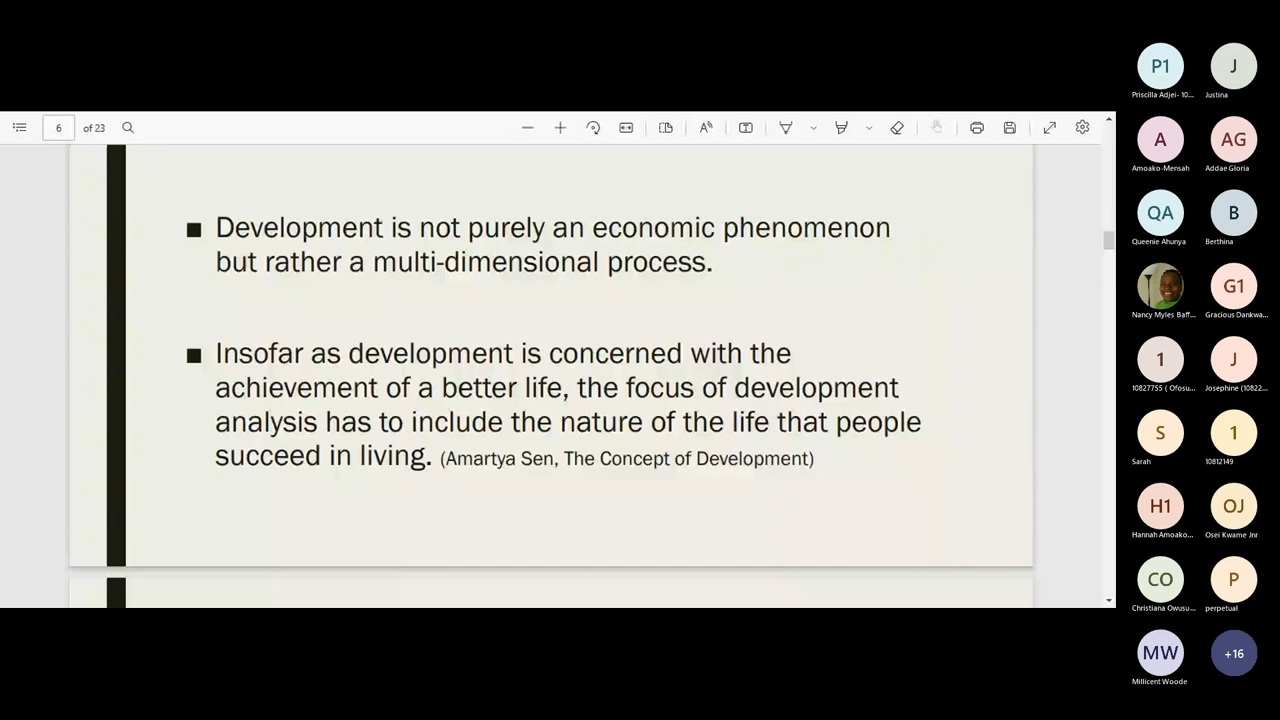 6 of 23
■ Development is not purely an economic phenomenon
but rather a multi-dimensional process.
■ Insofar as development is concerned with the
achievement of a better life, the focus of development
analysis has to include the nature of the life that people
succeed in living. (Amartya Sen, The Concept of Development)
P1 J
Priscilla Adjei- 10... Justina
A AG
Amoako-Mensah Addae Gloria
QA B
Queenie Ahunya Berthina
G1
Nancy Myles Baff... Gracious Dankwa...
1 J
10827755 ( Ofosu... Josephine (10822...
S 1
Sarah 10812149
H1 OJ
Hannah Amoako... Osei Kwame Jnr
CO P
Christiana Owusu... perpetual
MW +16
Millicent Woode